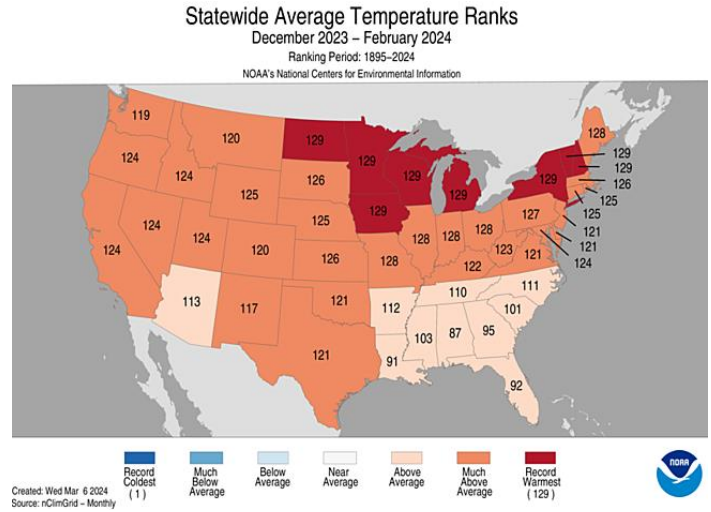 Statewide Average Temperature Ranks
December 2023 – February 2024
Ranking Period: 1895–2024
NOAA's National Centers for Environmental Information
119
120
129
129
128
124
124
125
126
129
129
129
129
129
126
125
125
127
121
121
124
124
124
124
120
125
126
129
128
128
128
128
123
121
122
113
117
121
112
110
111
101
121
91
103
87
95
92
Record
Coldest
( 1 )
Much
Below
Average
Below
Average
Near
Average
Above
Average
Much
Above
Average
Record
Warmest
( 129 )
Created: Wed Mar 6 2024
Source: nClimGrid – Monthly
NOAA